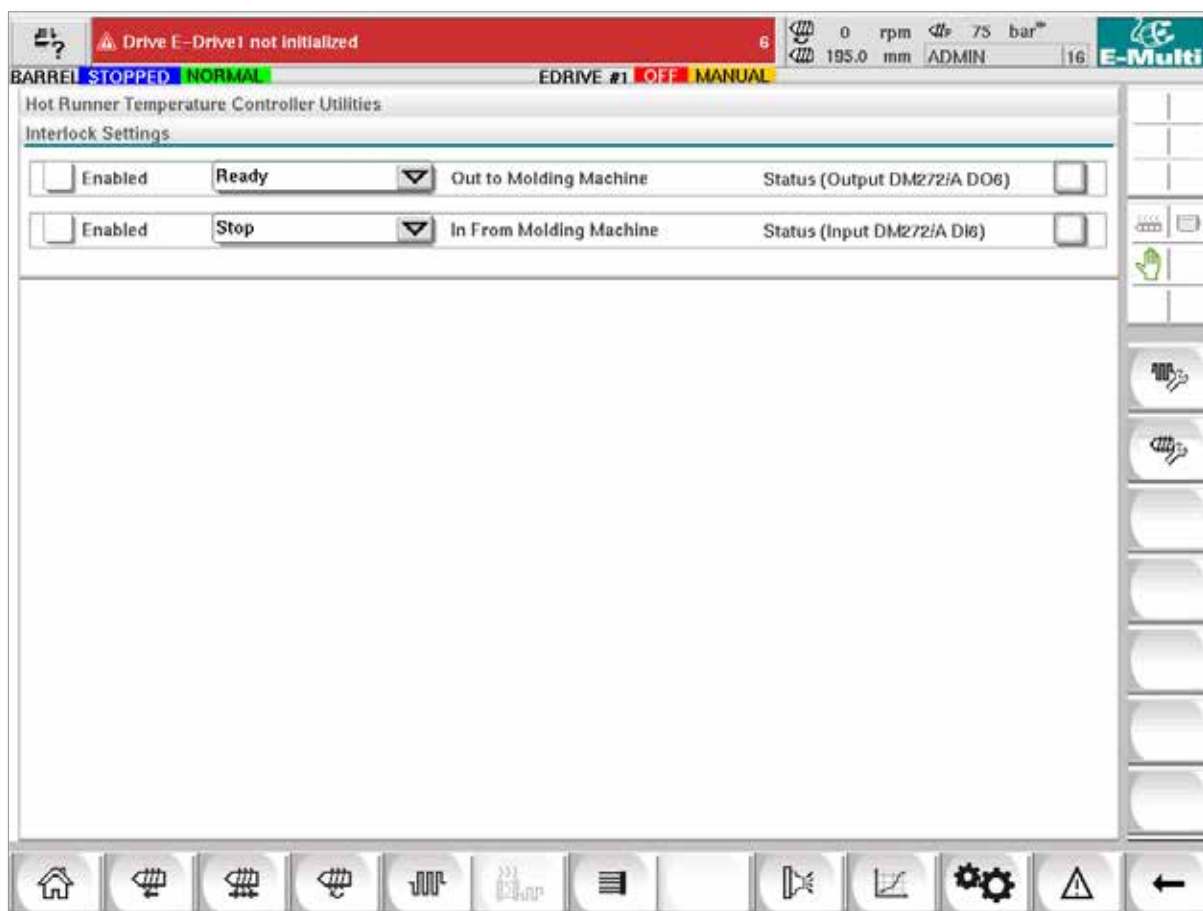 ? Drive E-Drive1 not initialized 6 0 rpm 75 bar
195.0 mm ADMIN 16 E-Multi
BARREL STOPPED NORMAL EDRIVE #1 OFF MANUAL
Hot Runner Temperature Controller Utilities
Interlock Settings
Enabled Ready Out to Molding Machine Status (Output DM272/A DO6)
Enabled Stop In From Molding Machine Status (Input DM272/A DI6)